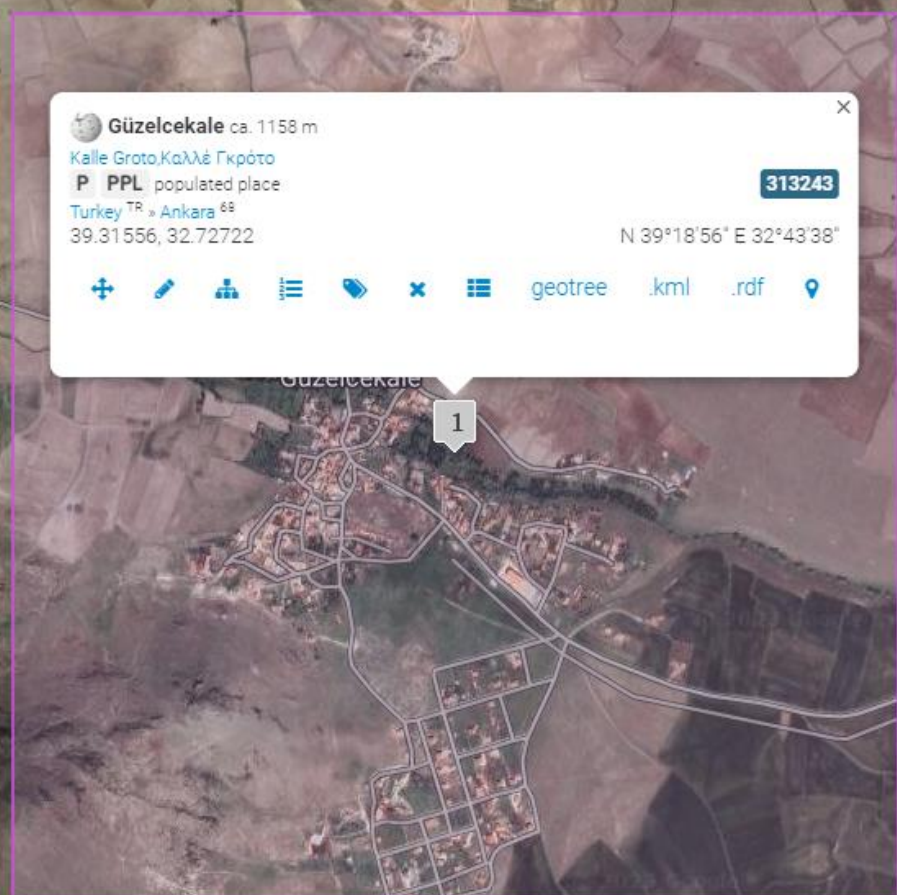 Güzelcekale ca. 1158 m
Kalle Groto,Καλλέ Γκρότο
P PPL populated place 313243
Turkey TR » Ankara 68
39.31556, 32.72722 N 39°18'56" E 32°43'38"
geotree .kml .rdf
Güzelcekale
1